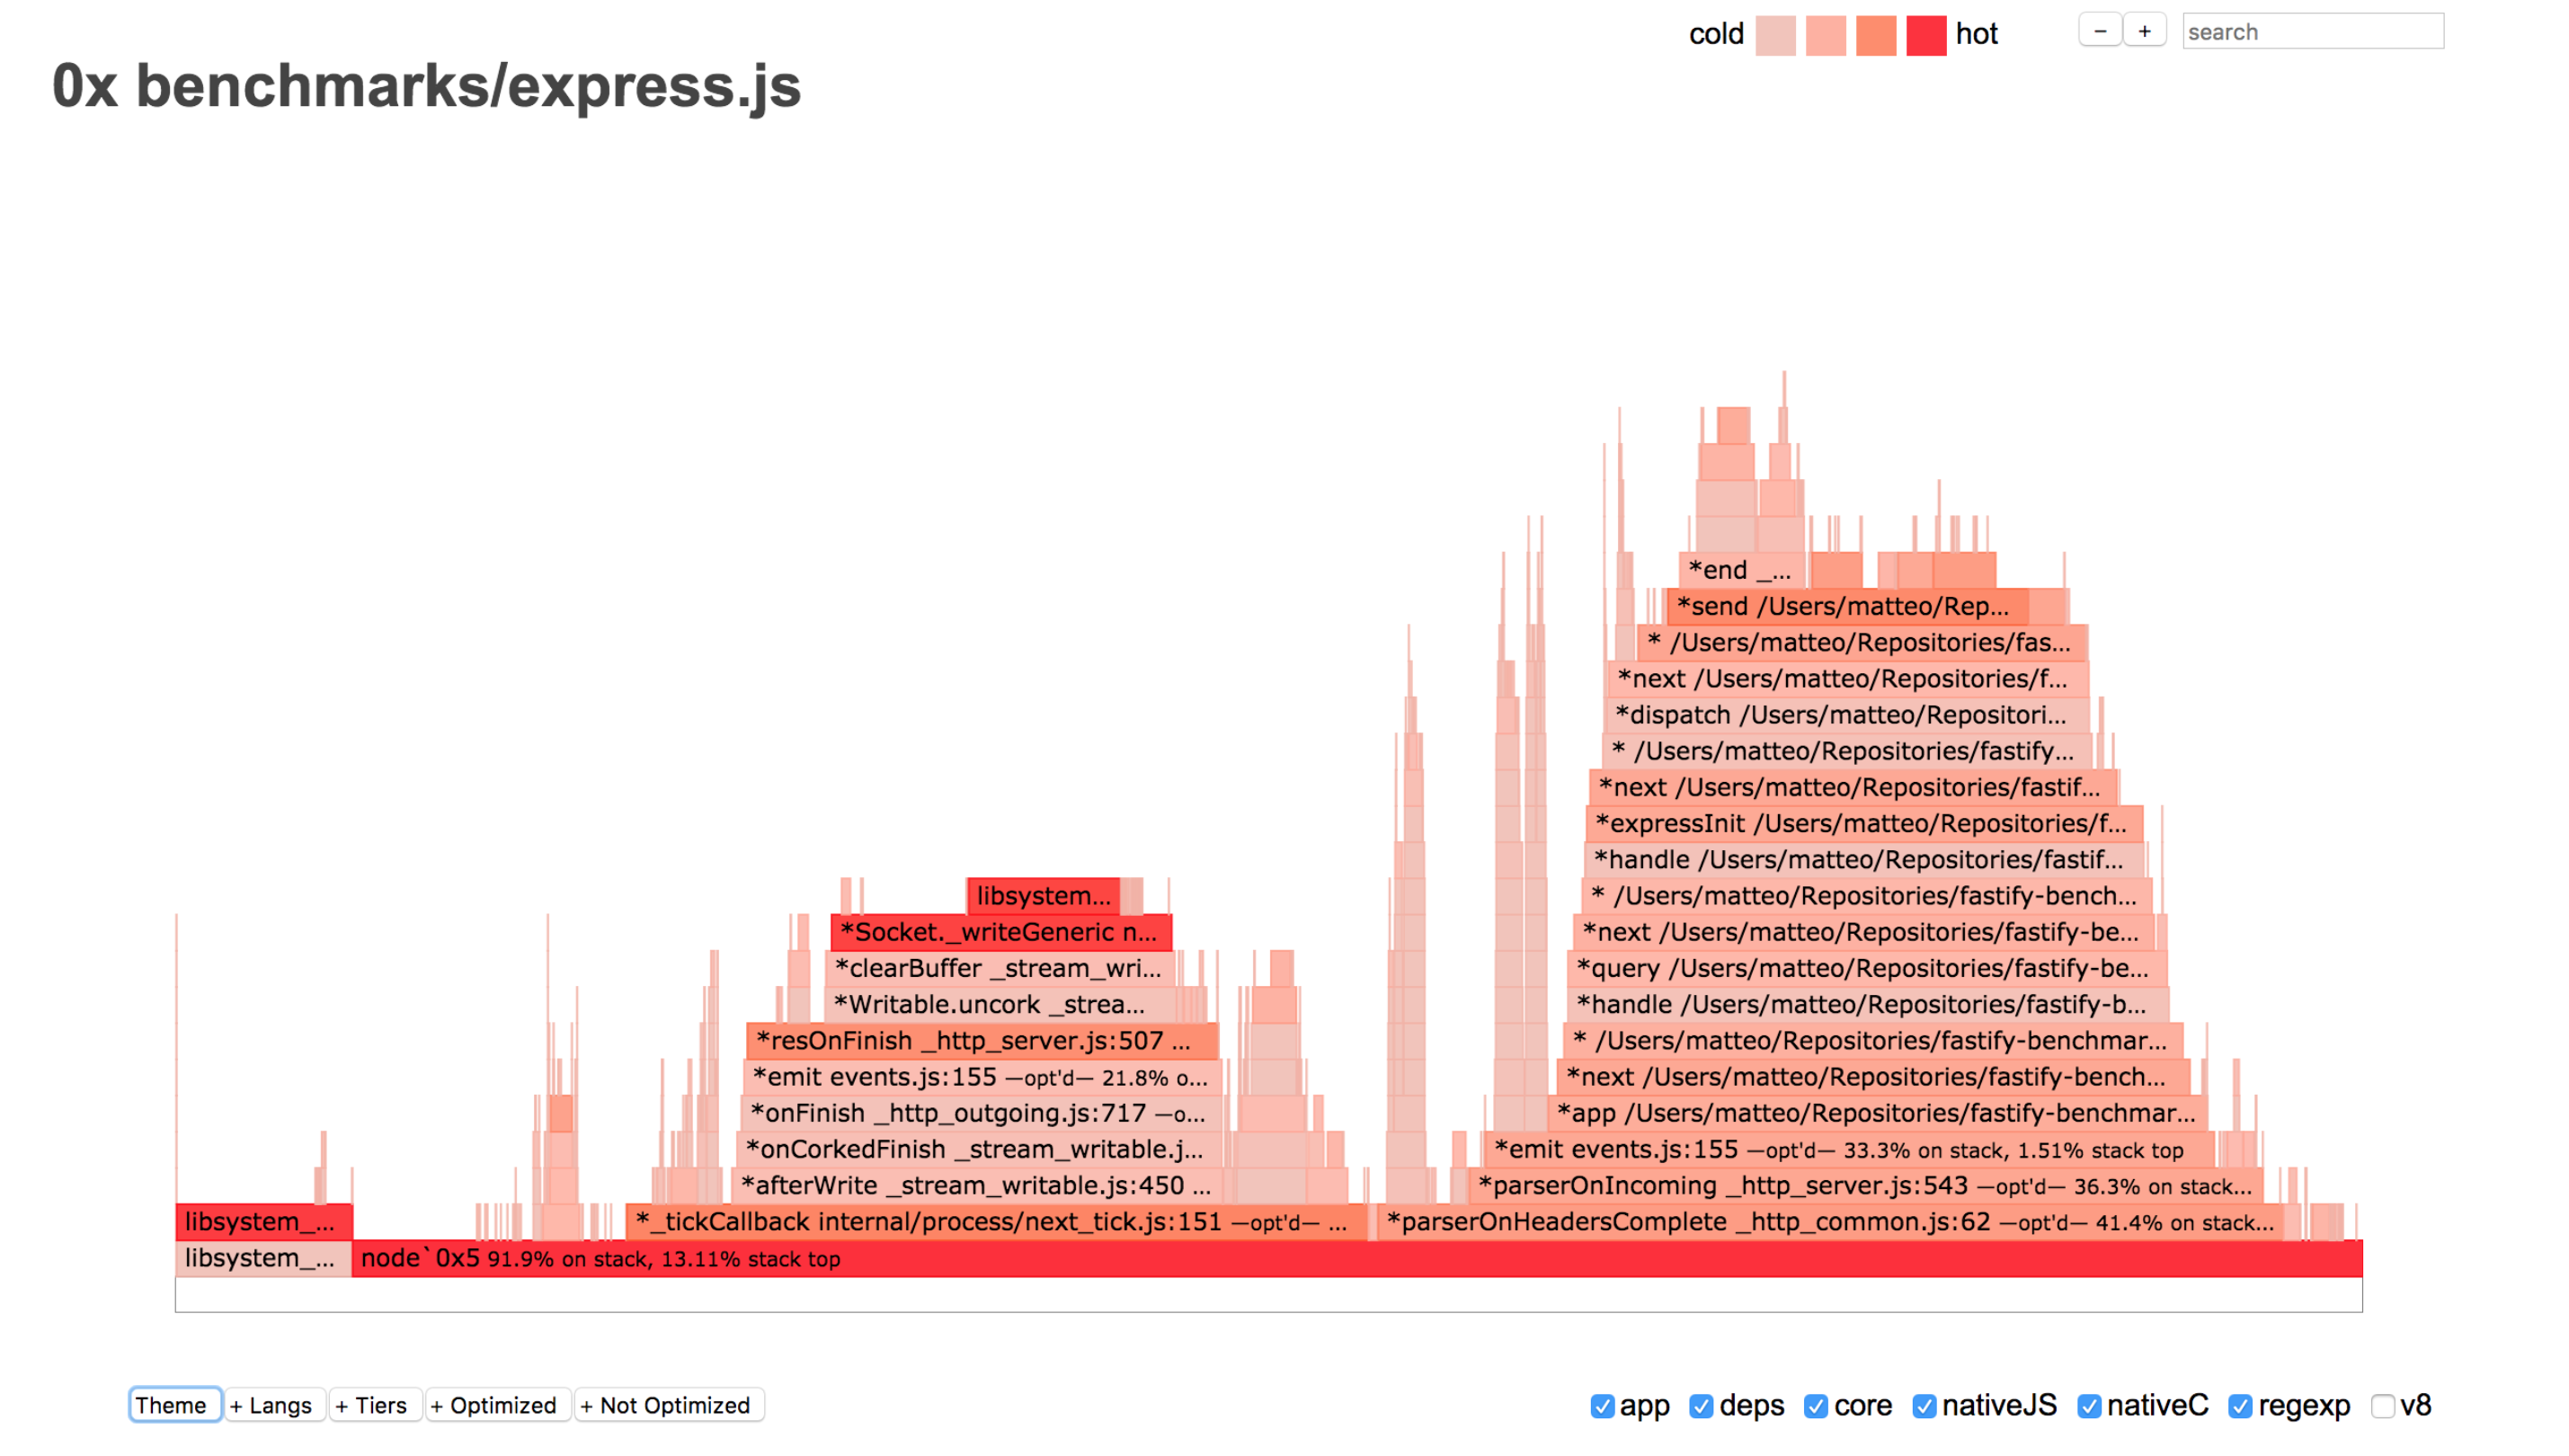 cold hot − + search
0x benchmarks/express.js
*end _...
*send /Users/matteo/Rep...
* /Users/matteo/Repositories/fas...
*next /Users/matteo/Repositories/f...
*dispatch /Users/matteo/Repositori...
* /Users/matteo/Repositories/fastify...
*next /Users/matteo/Repositories/fastif...
*expressInit /Users/matteo/Repositories/f...
*handle /Users/matteo/Repositories/fastif...
libsystem... * /Users/matteo/Repositories/fastify-bench...
*Socket._writeGeneric n... *next /Users/matteo/Repositories/fastify-be...
*clearBuffer _stream_wri... *query /Users/matteo/Repositories/fastify-be...
*Writable.uncork _strea... *handle /Users/matteo/Repositories/fastify-b...
*resOnFinish _http_server.js:507 ... * /Users/matteo/Repositories/fastify-benchmar...
*emit events.js:155 —opt'd— 21.8% o... *next /Users/matteo/Repositories/fastify-bench...
*onFinish _http_outgoing.js:717 —o... *app /Users/matteo/Repositories/fastify-benchmar...
*onCorkedFinish _stream_writable.j... *emit events.js:155 —opt'd— 33.3% on stack, 1.51% stack top
*afterWrite _stream_writable.js:450 ... *parserOnIncoming _http_server.js:543 —opt'd— 36.3% on stack...
libsystem_... *_tickCallback internal/process/next_tick.js:151 —opt'd— ... *parserOnHeadersComplete _http_common.js:62 —opt'd— 41.4% on stack...
libsystem_... node`0x5 91.9% on stack, 13.11% stack top
Theme + Langs + Tiers + Optimized + Not Optimized app deps core nativeJS nativeC regexp v8